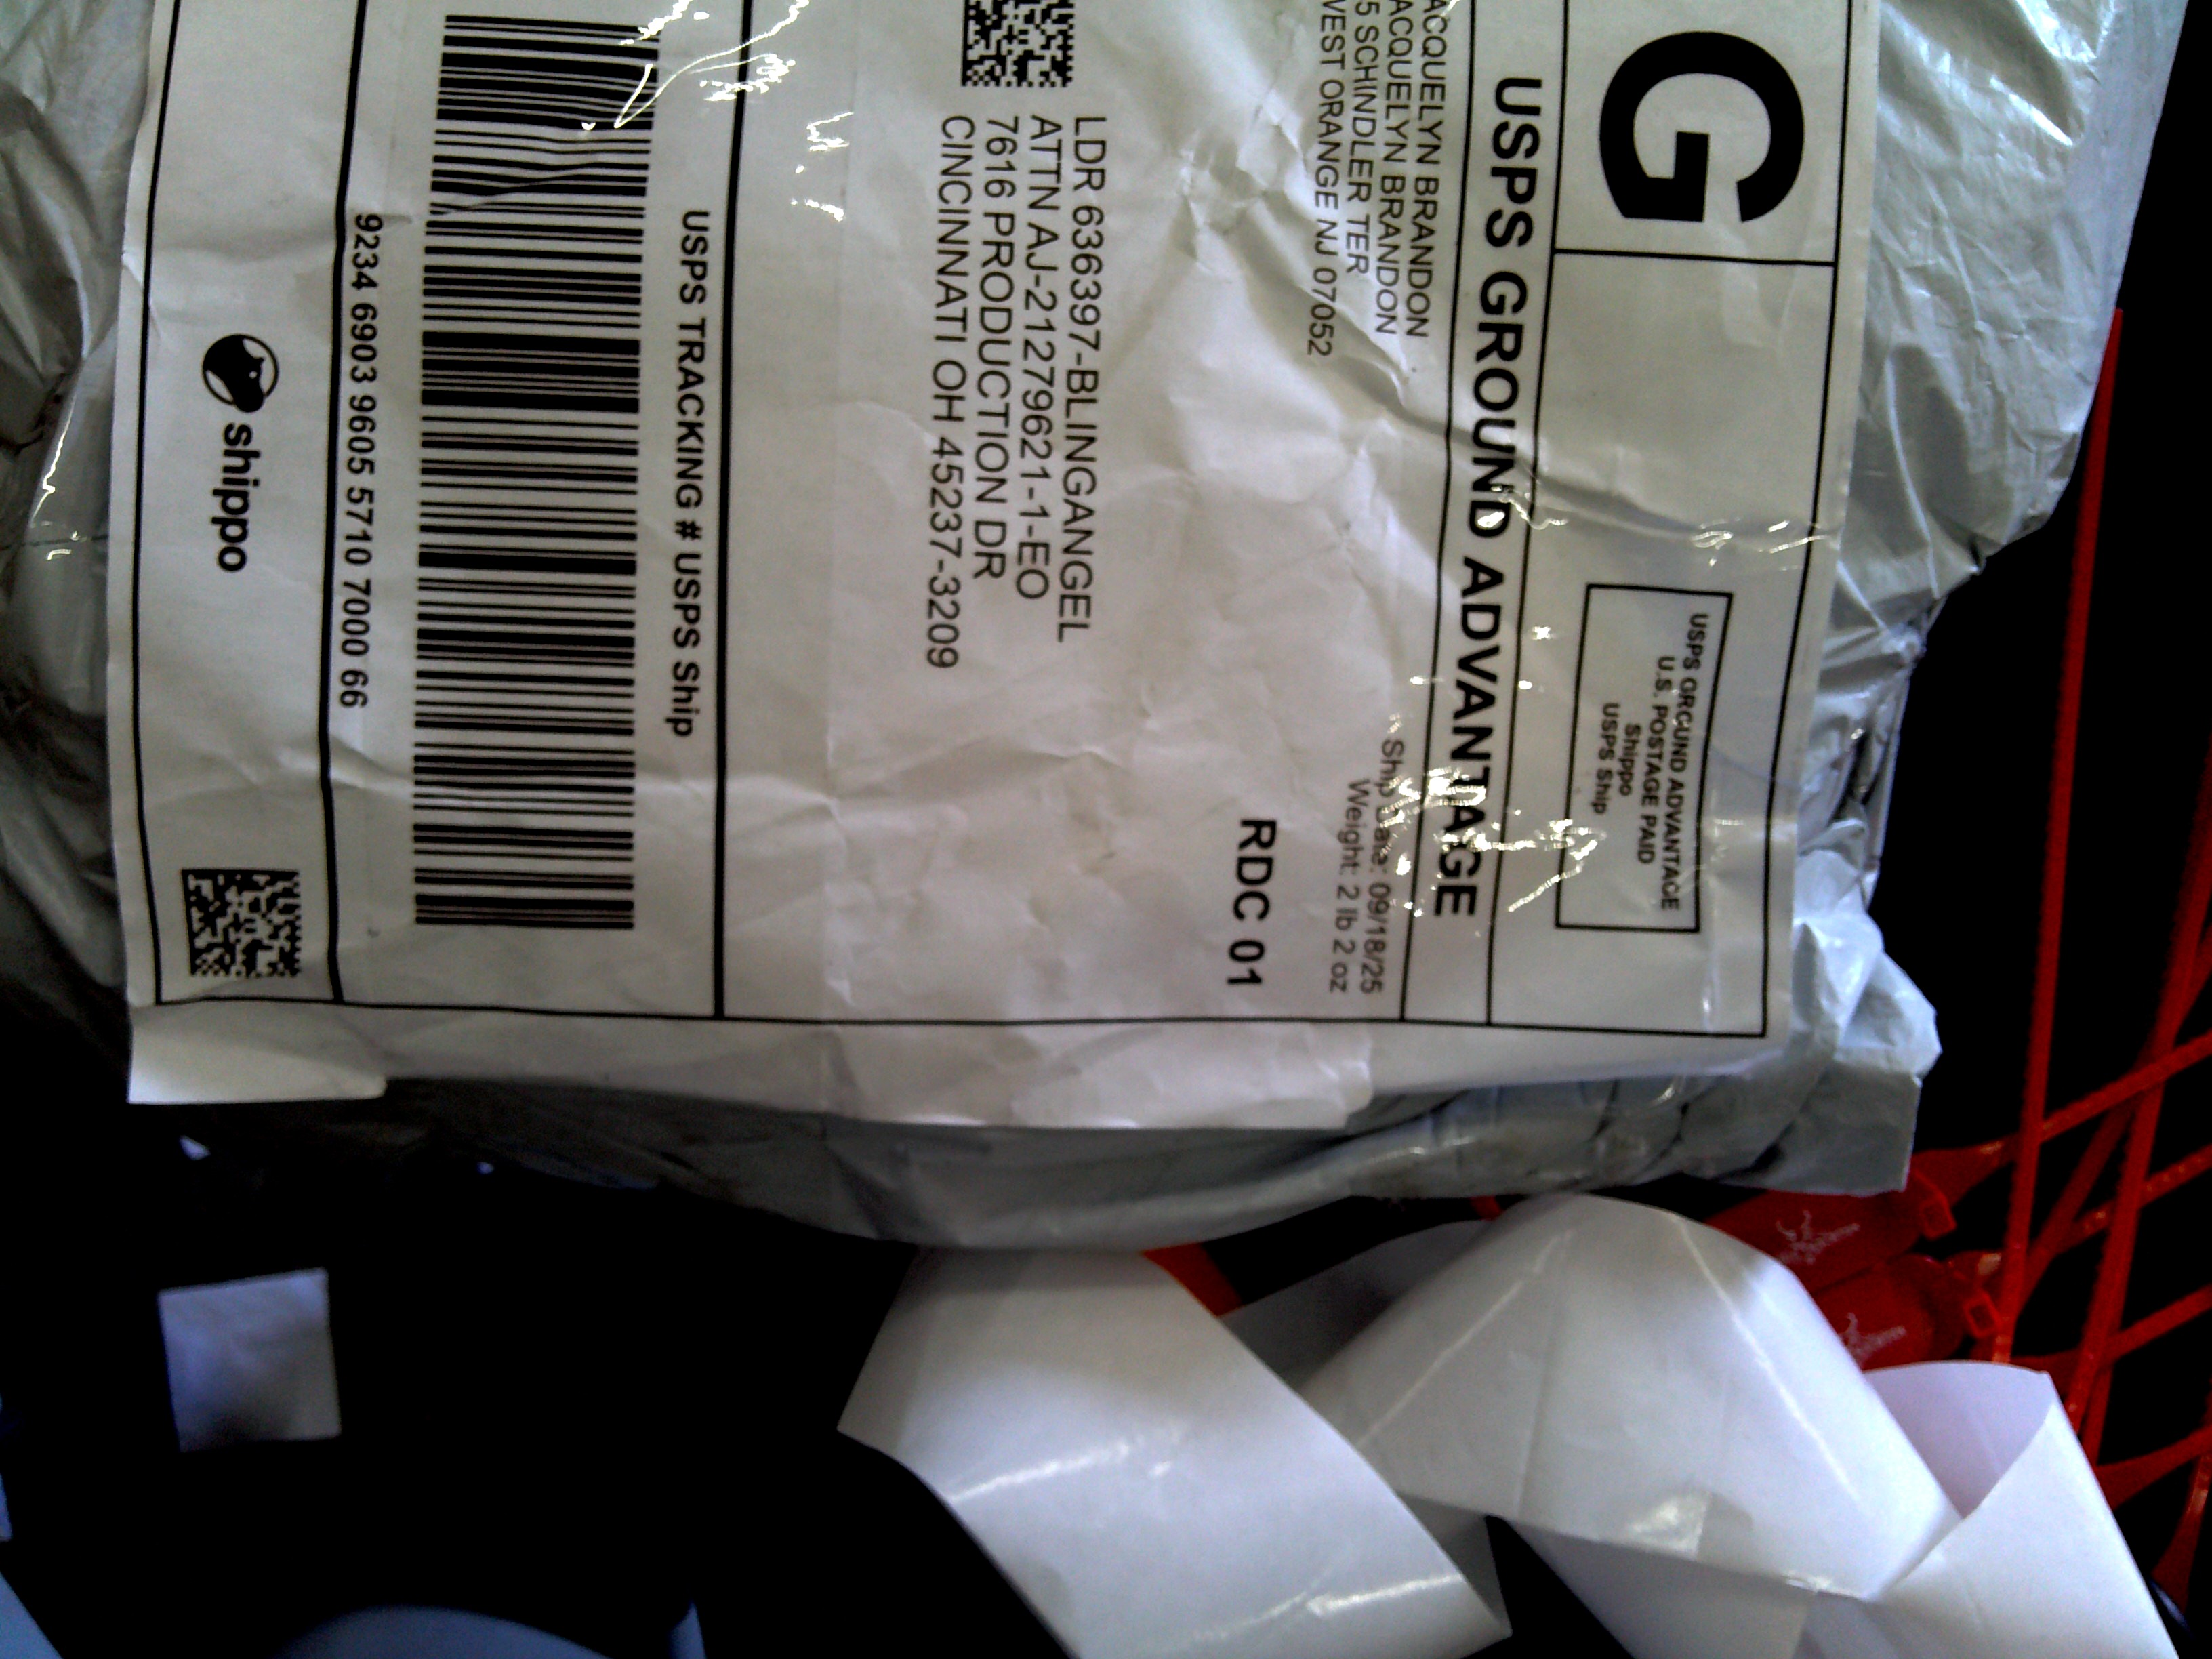 G
USPS GROUND ADVANTAGE
U.S. POSTAGE PAID
Shippo
USPS Ship
USPS GROUND ADVANTAGE
ACQUELYN BRANDON
ACQUELYN BRANDON
5 SCHINDLER TER
VEST ORANGE NJ 07052
Ship Date: 09/18/25
Weight: 2 lb 2 oz
RDC 01
LDR 636397-BLINGANGEL
ATTN AJ-21279621-1-EO
7616 PRODUCTION DR
CINCINNATI OH 45237-3209
USPS TRACKING # USPS Ship
9234 6903 9605 5710 7000 66
shippo